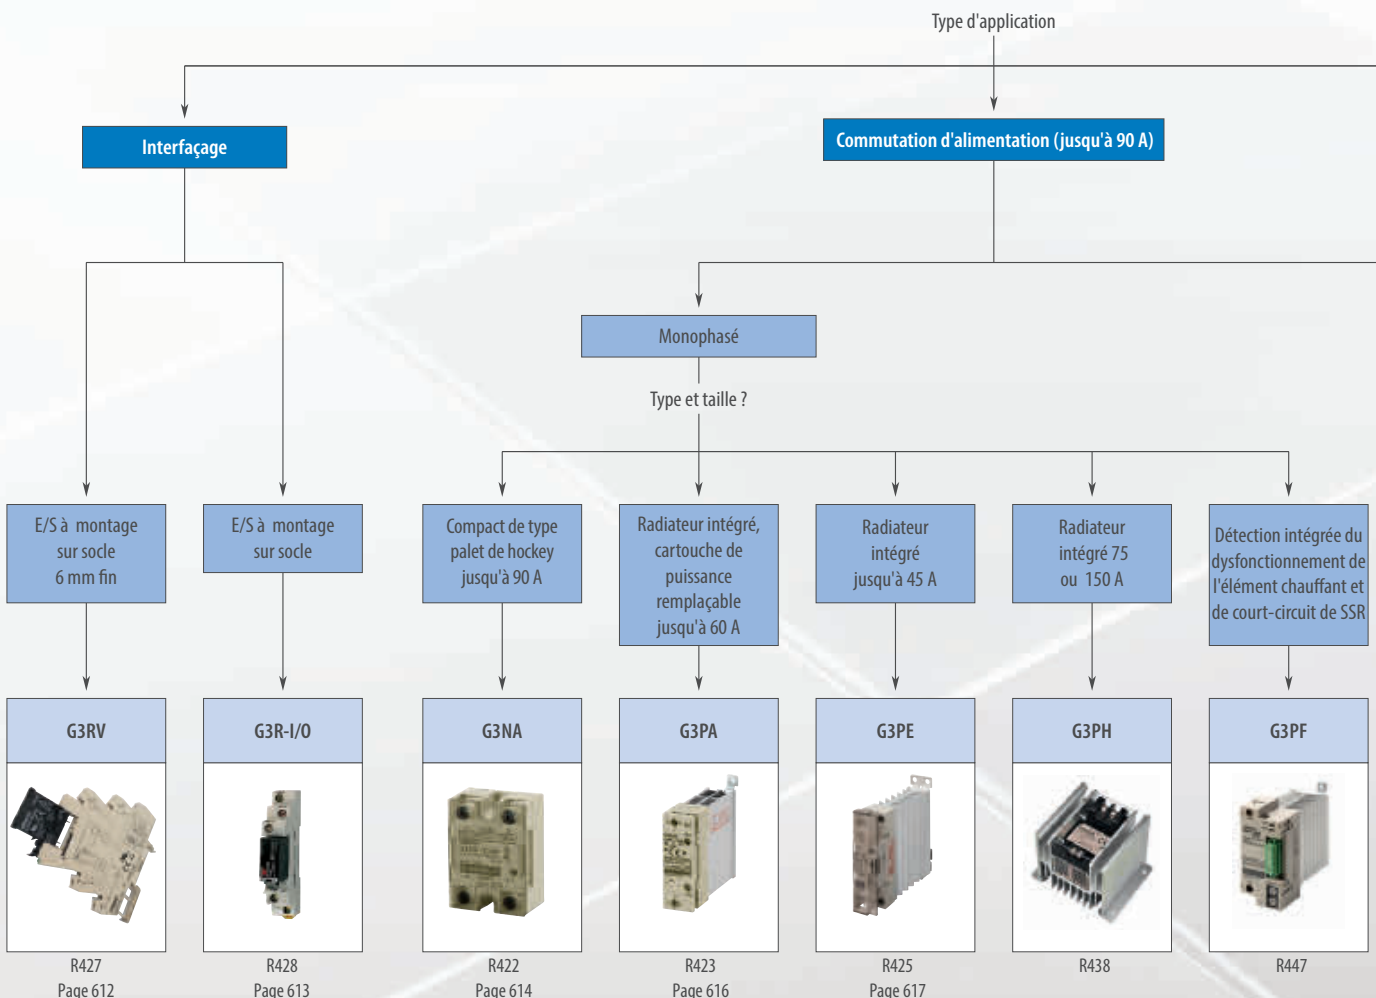 Type d'application
Interfaçage
Commutation d'alimentation (jusqu'à 90 A)
Monophasé
Type et taille ?
E/S à montage
sur socle
6 mm fin
E/S à montage
sur socle
Compact de type
palet de hockey
jusqu'à 90 A
Radiateur intégré,
cartouche de
puissance
remplaçable
jusqu'à 60 A
Radiateur
intégré
jusqu'à 45 A
Radiateur
intégré 75
ou 150 A
Détection intégrée du
dysfonctionnement de
l'élément chauffant et
de court-circuit de SSR
G3RV
G3R-I/O
G3NA
G3PA
G3PE
G3PH
G3PF
R427
Page 612
R428
Page 613
R422
Page 614
R423
Page 616
R425
Page 617
R438
R447